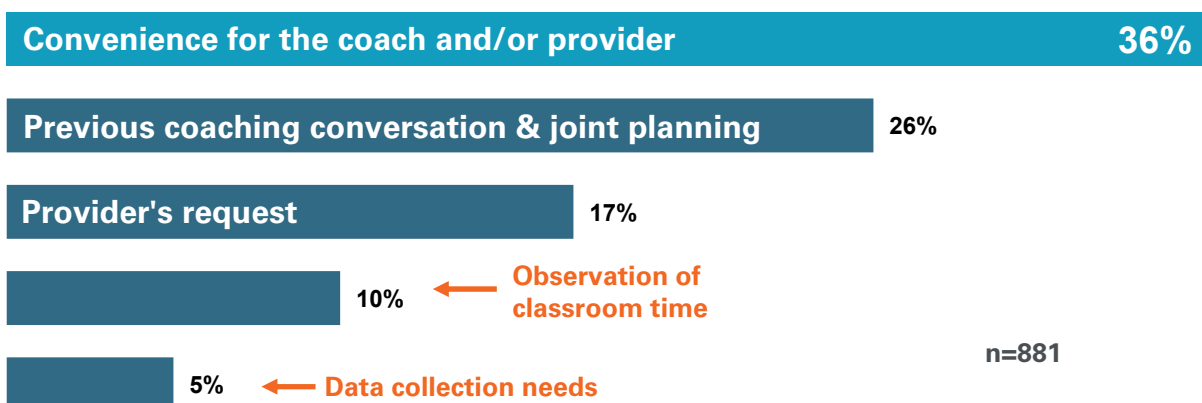 Convenience for the coach and/or provider 36%
Previous coaching conversation & joint planning 26%
Provider's request 17%
10% Observation of
classroom time
n=881
5% Data collection needs